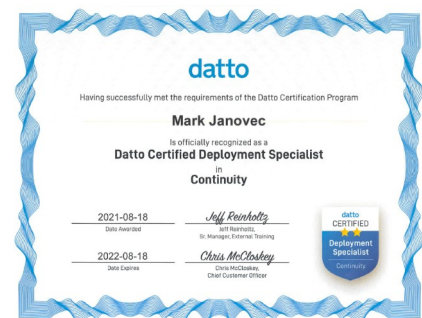 datto
Having successfully met the requirements of the Datto Certification Program
Mark Janovec
Is officially recognized as a
Datto Certified Deployment Specialist
in
Continuity
2021-08-18
Date Awarded
Jeff Reinholtz
Jeff Reinholtz,
Sr. Manager, External Training
2022-08-18
Date Expires
Chris McCloskey
Chris McCloskey,
Chief Customer Officer
datto
CERTIFIED
Deployment
Specialist
Continuity